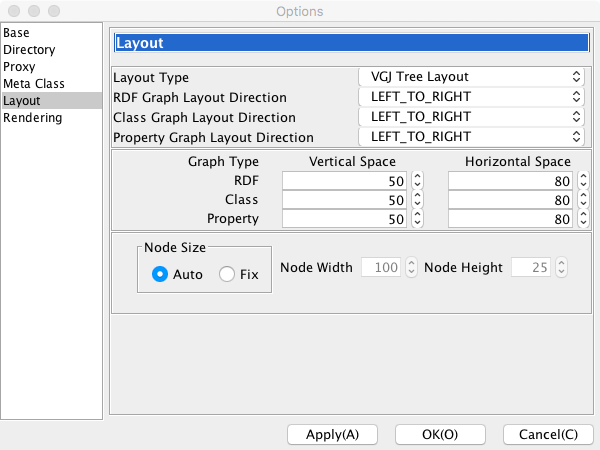 Options
Base
Directory
Proxy
Meta Class
Layout
Rendering
Layout
Layout Type VGJ Tree Layout
RDF Graph Layout Direction LEFT_TO_RIGHT
Class Graph Layout Direction LEFT_TO_RIGHT
Property Graph Layout Direction LEFT_TO_RIGHT
Graph Type Vertical Space Horizontal Space
RDF 50 80
Class 50 80
Property 50 80
Node Size
Auto Fix Node Width 100 Node Height 25
Apply(A) OK(O) Cancel(C)